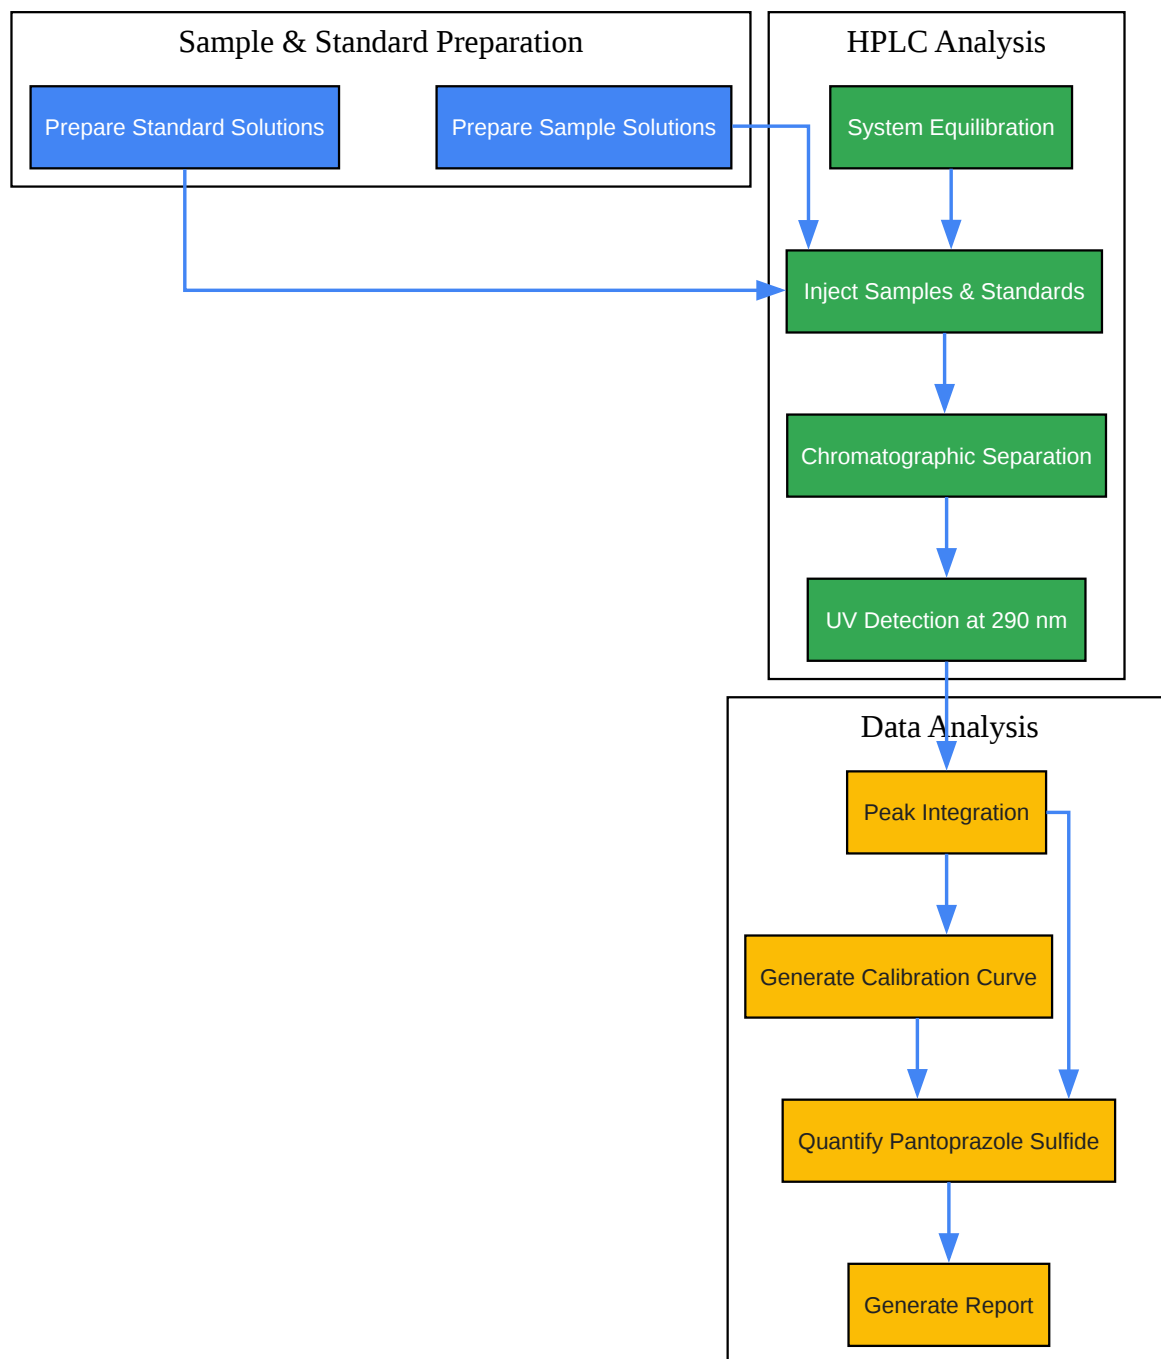 Sample & Standard Preparation
Prepare Standard Solutions
Prepare Sample Solutions
HPLC Analysis
System Equilibration
Inject Samples & Standards
Chromatographic Separation
UV Detection at 290 nm
Data Analysis
Peak Integration
Generate Calibration Curve
Quantify Pantoprazole Sulfide
Generate Report